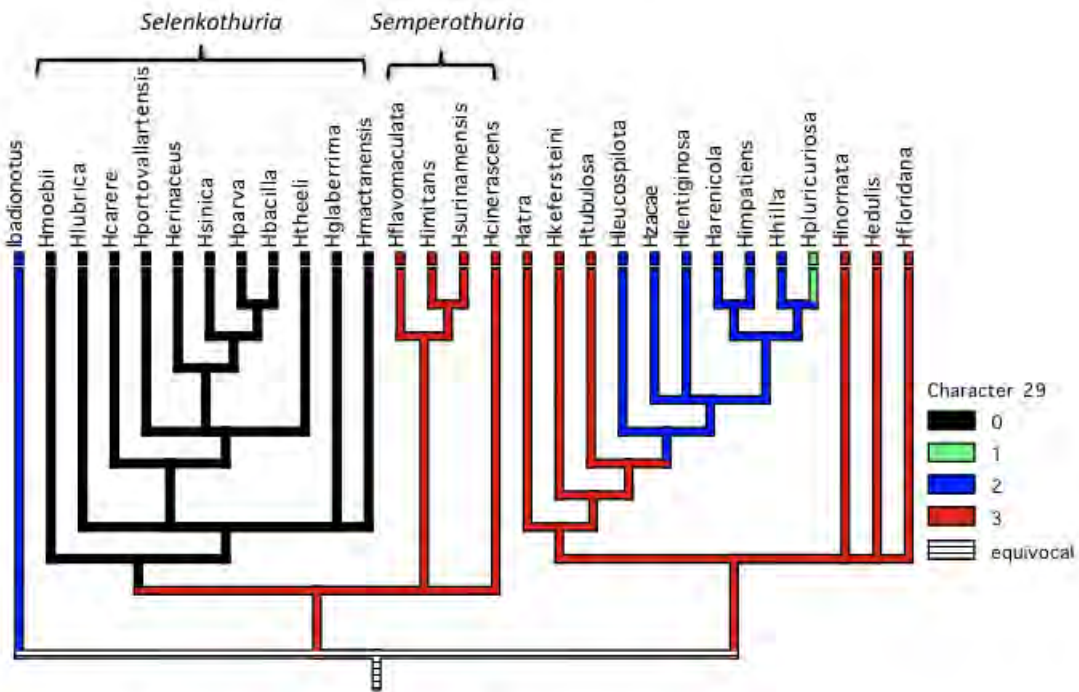 Selenkothuria
Semperothuria
Ibadionotus
Hmoebii
Hlubrica
Hcarere
Hportovallartensis
Herinaceus
Hsinica
Hparva
Hbacilla
Htheeli
Hglaberrima
Hmactanensis
Hflavomaculata
Himitans
Hsurinamensis
Hcinerascens
Hatra
Hkefersteini
Htubulosa
Hleucospilota
Hzacae
Hlentiginosa
Harenicola
Himpatiens
Hhilla
Hpluricuriosa
Hinornata
Hedulis
Hfloridana
Character 29
0
1
2
3
equivocal